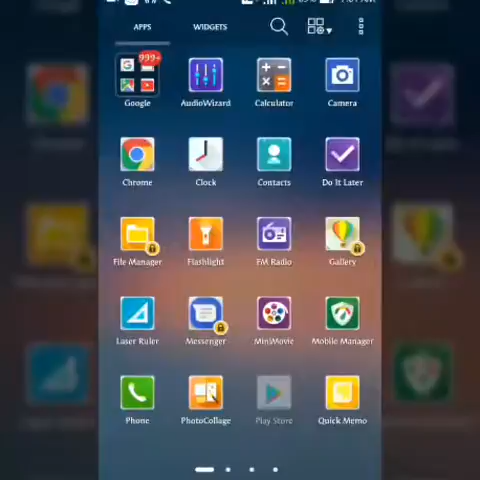 APPS WIDGETS
999+
Google AudioWizard Calculator Camera
Chrome Clock Contacts Do It Later
File Manager Flashlight FM Radio Gallery
Laser Ruler Messenger MiniMovie Mobile Manager
Phone PhotoCollage Play Store Quick Memo